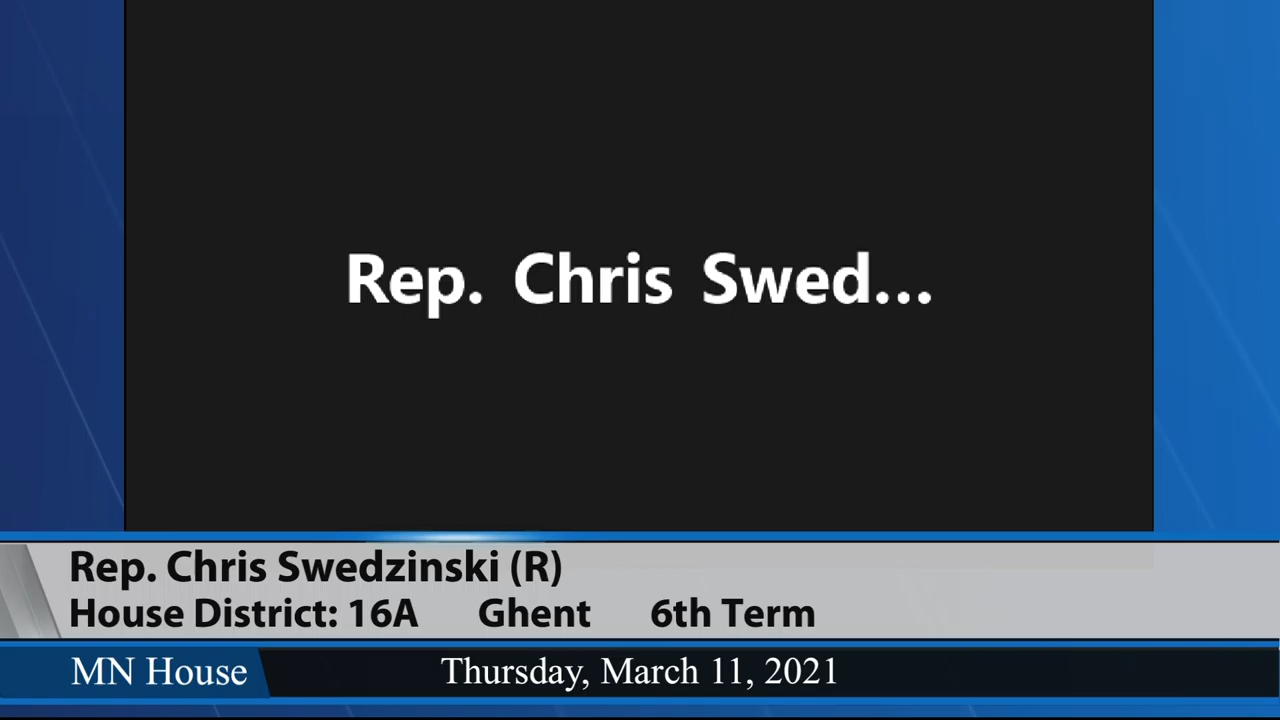 Rep. Chris Swed...
Rep. Chris Swedzinski (R)
House District: 16A Ghent 6th Term
MN House Thursday, March 11, 2021